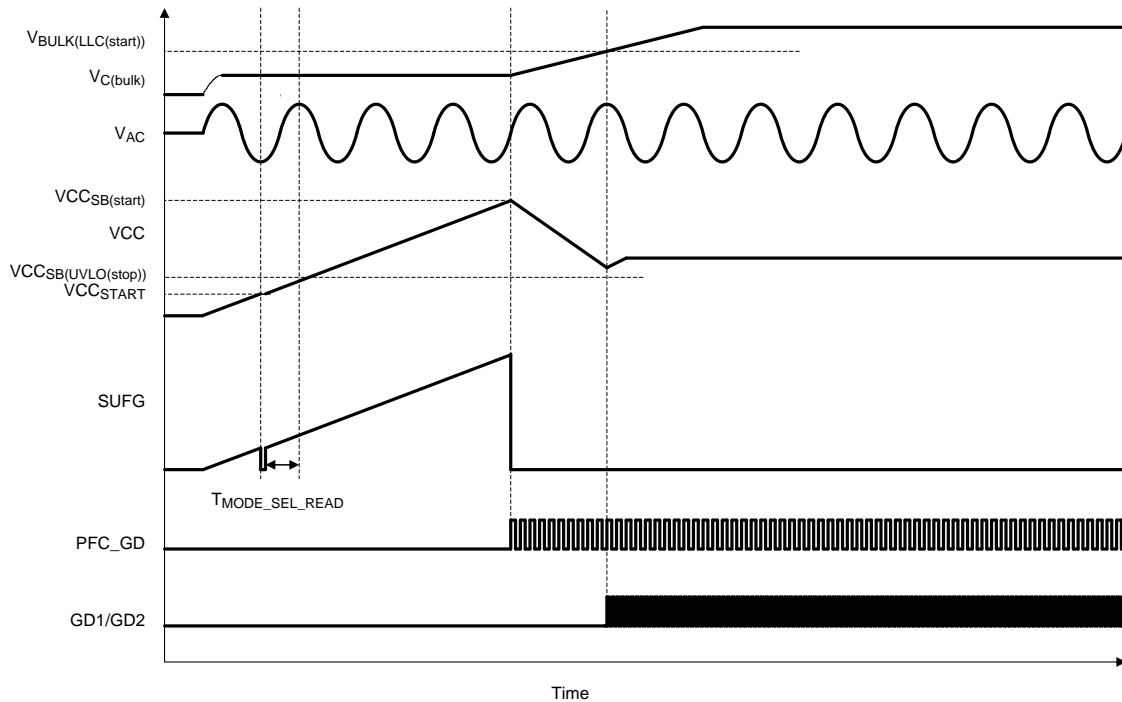 VBULK(LLC(start))
VC(bulk)
VAC
VCCSB(start)
VCC
VCCSB(UVLO(stop))
VCCSTART
SUFG
TMODE_SEL_READ
PFC_GD
GD1/GD2
Time